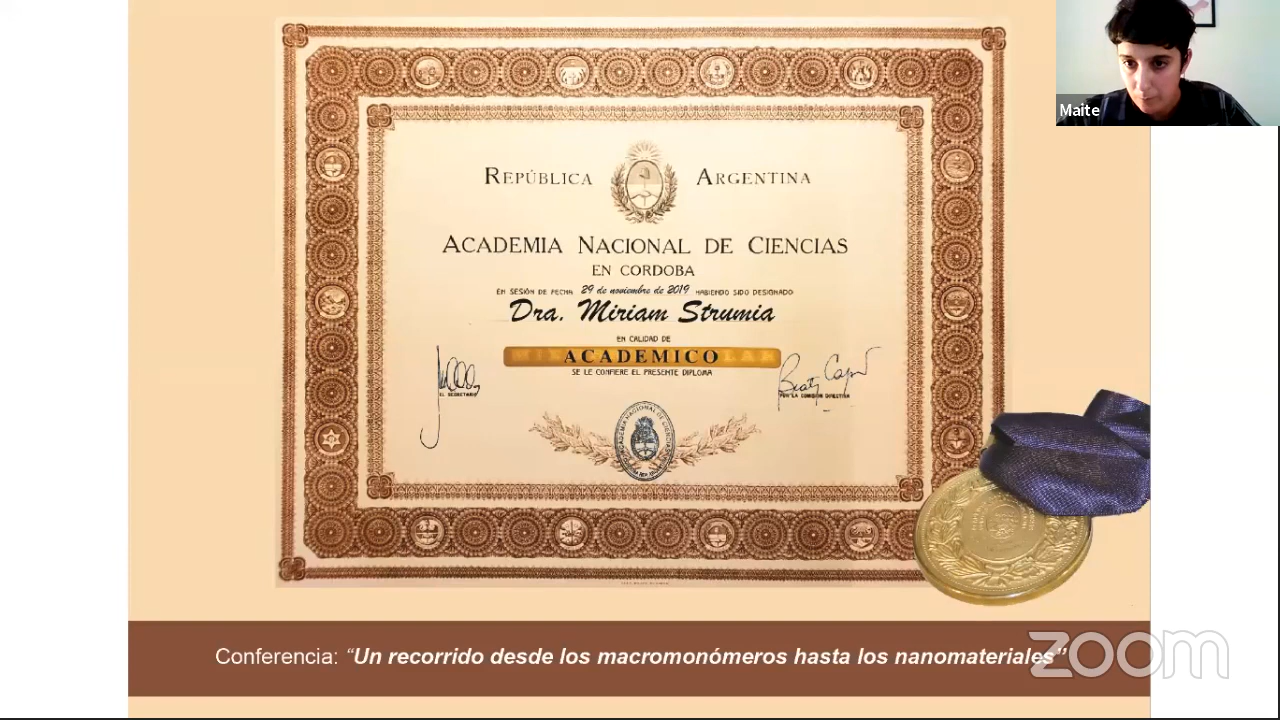 Maite
REPÚBLICA ARGENTINA
ACADEMIA NACIONAL DE CIENCIAS
EN CORDOBA
EN SESIÓN DE FECHA 29 de noviembre de 2019 HABIENDO SIDO DESIGNADO
Dra. Miriam Strumia
EN CALIDAD DE
ACADEMICO
SE LE CONFIERE EL PRESENTE DIPLOMA
EL SECRETARIO
POR LA COMISION DIRECTIVA
Conferencia: “Un recorrido desde los macromonómeros hasta los nanomateriales”
zoom